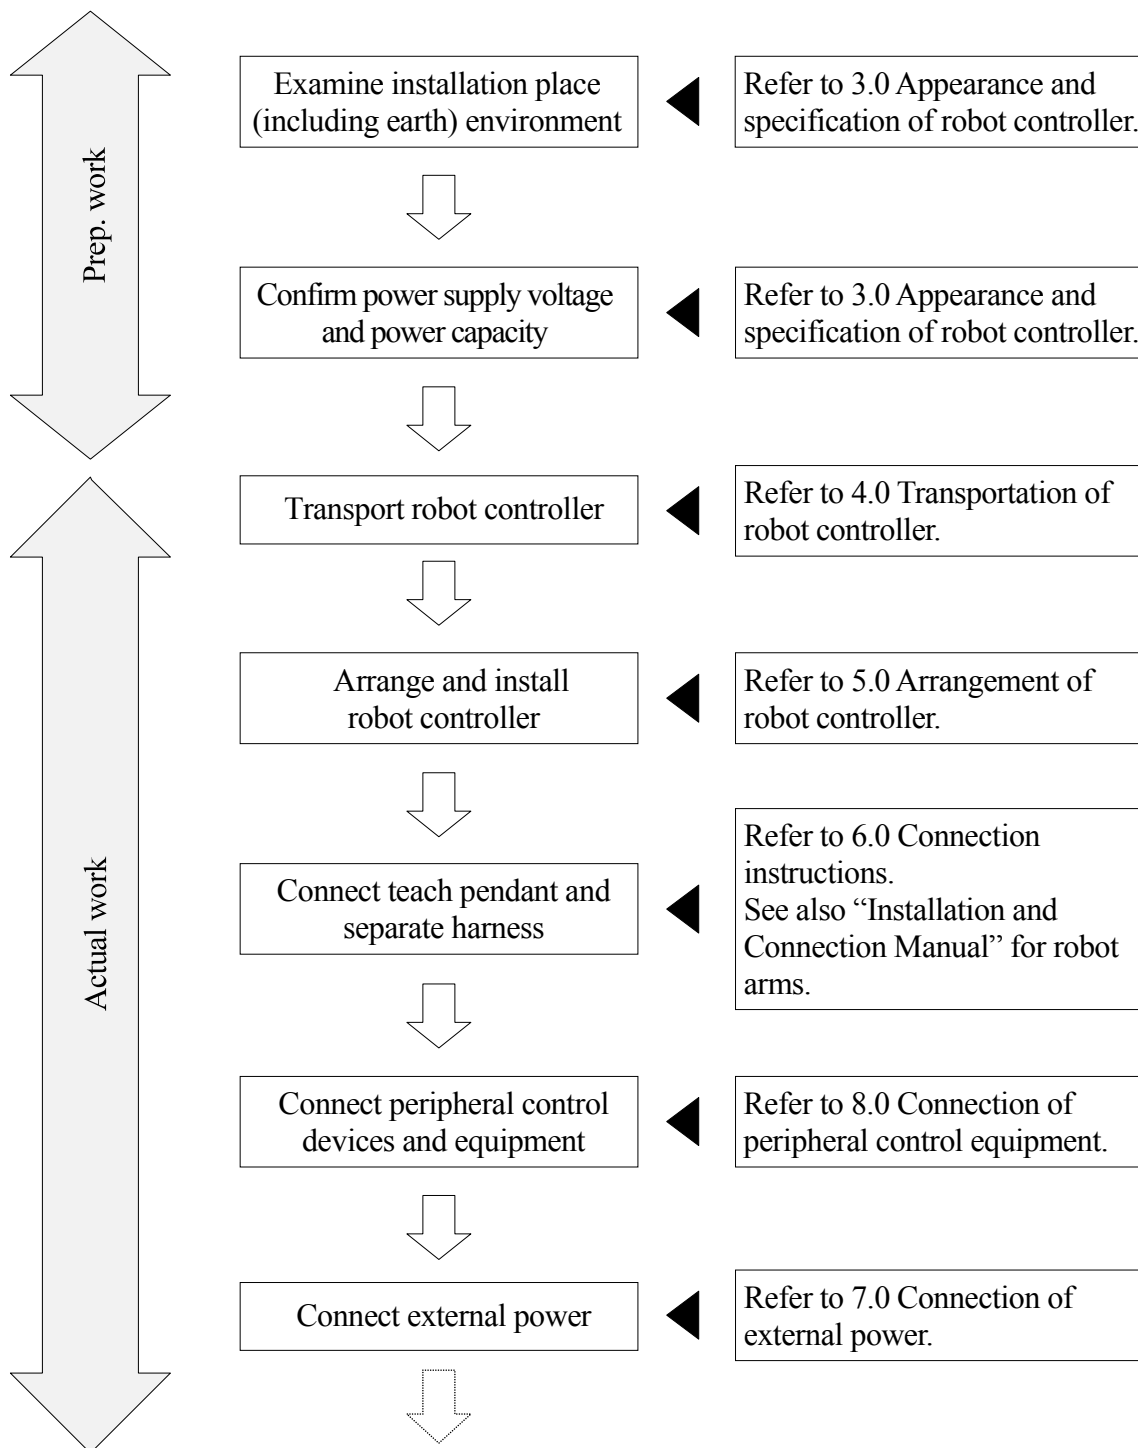 Prep. work
Examine installation place
(including earth) environment
Refer to 3.0 Appearance and
specification of robot controller.
Confirm power supply voltage
and power capacity
Refer to 3.0 Appearance and
specification of robot controller.
Actual work
Transport robot controller
Refer to 4.0 Transportation of
robot controller.
Arrange and install
robot controller
Refer to 5.0 Arrangement of
robot controller.
Connect teach pendant and
separate harness
Refer to 6.0 Connection
instructions.
See also “Installation and
Connection Manual” for robot
arms.
Connect peripheral control
devices and equipment
Refer to 8.0 Connection of
peripheral control equipment.
Connect external power
Refer to 7.0 Connection of
external power.